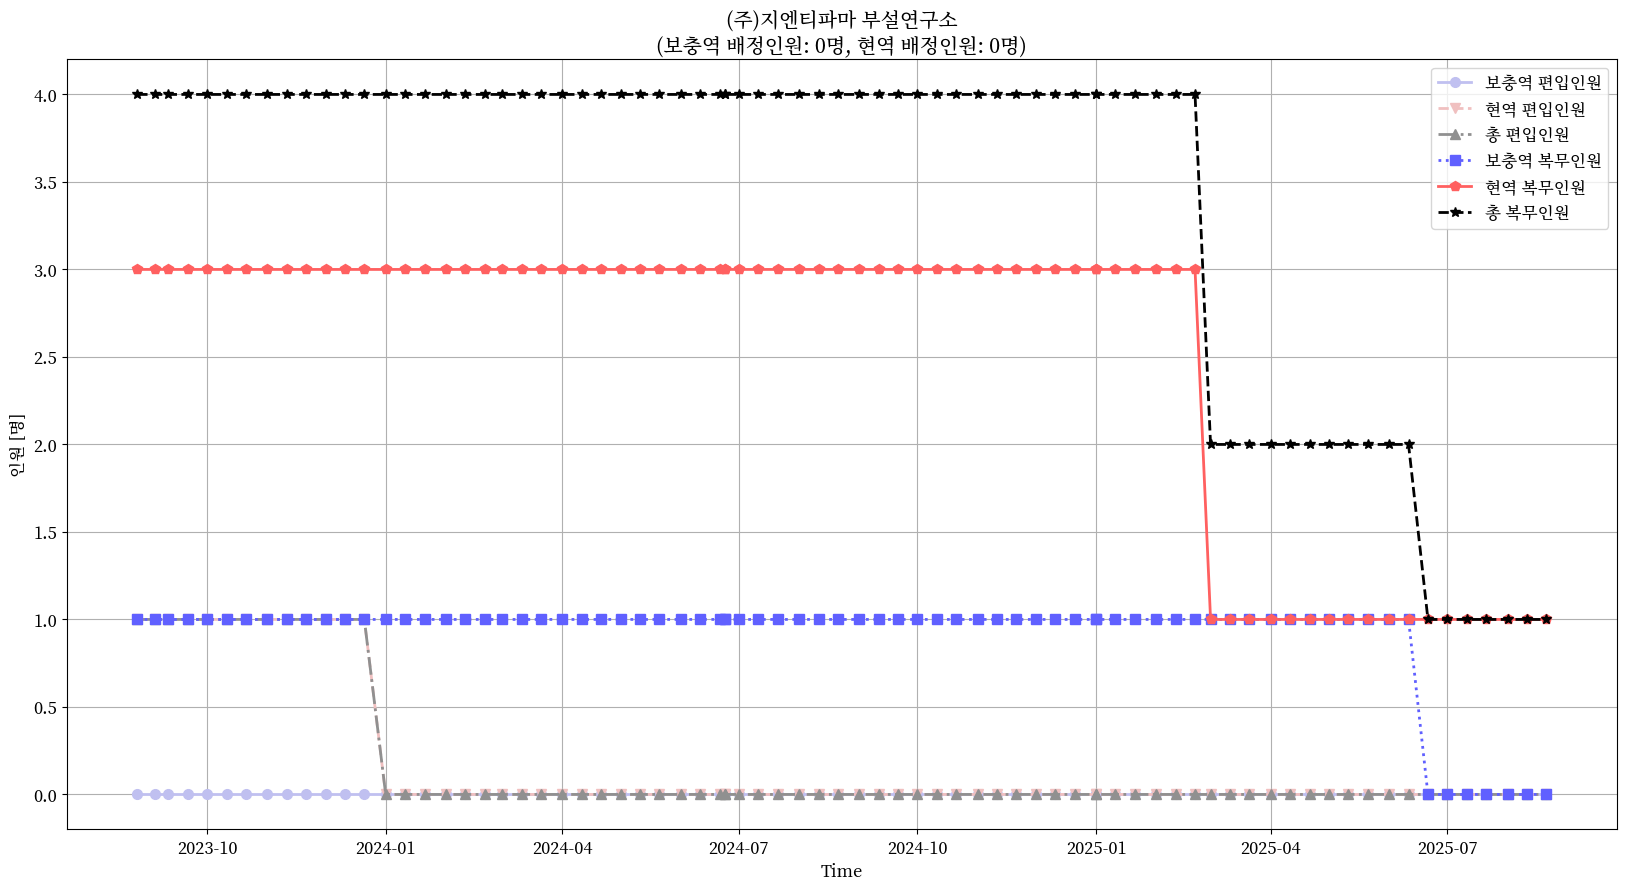 (주)지엔티파마 부설연구소
(보충역 배정인원: 0명, 현역 배정인원: 0명)
보충역 편입인원
현역 편입인원
총 편입인원
보충역 복무인원
현역 복무인원
총 복무인원
인원 [명]
4.0
3.5
3.0
2.5
2.0
1.5
1.0
0.5
0.0
2023-10
2024-01
2024-04
2024-07
2024-10
2025-01
2025-04
2025-07
Time